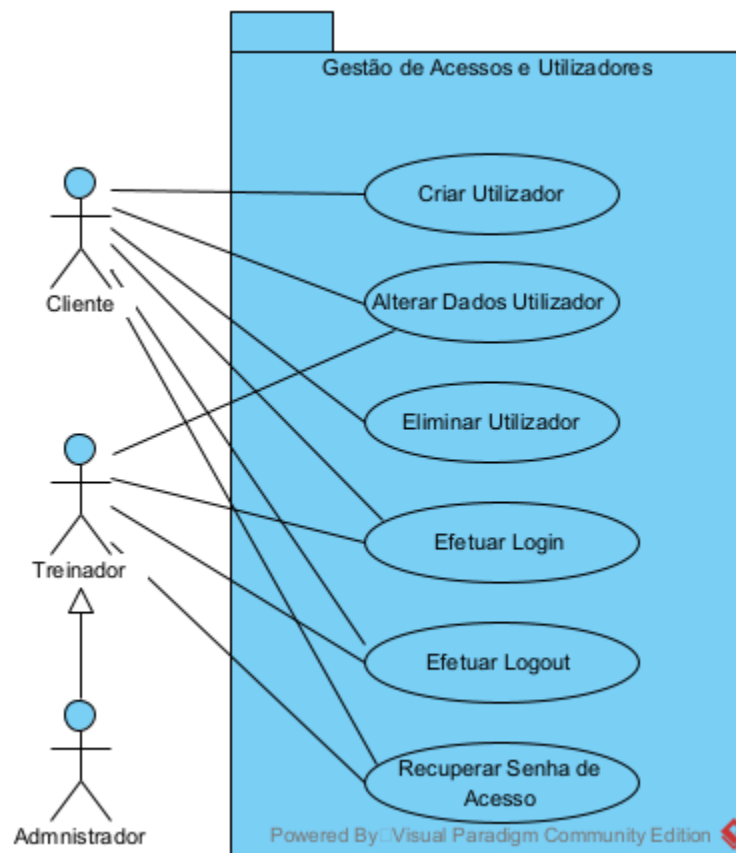 Gestão de Acessos e Utilizadores
Criar Utilizador
Cliente
Alterar Dados Utilizador
Eliminar Utilizador
Efetuar Login
Treinador
Efetuar Logout
Recuperar Senha de
Acesso
Admnistrador
Powered By Visual Paradigm Community Edition